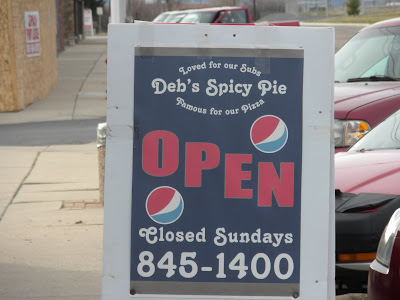 Loved for our Subs
Deb's Spicy Pie
Famous for our Pizza
OPEN
Closed Sundays
845-1400